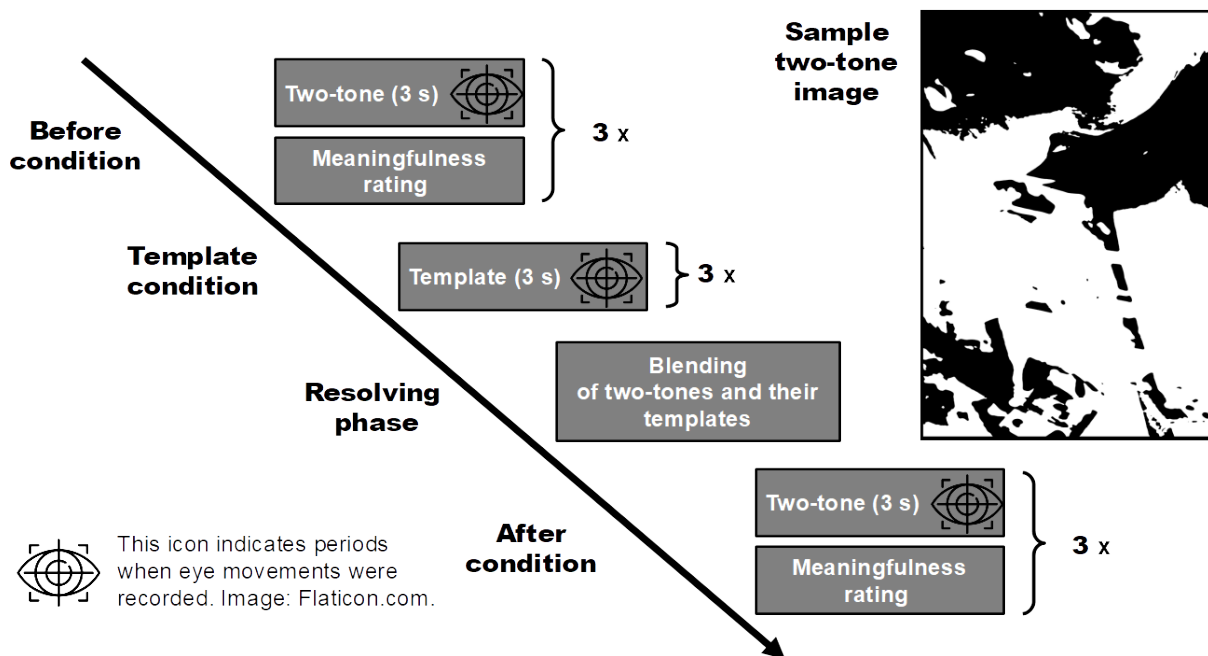 Sample
two-tone
image
Two-tone (3 s)
Before
condition
3 x
Meaningfulness
rating
Template
condition
Template (3 s)
3 x
Resolving
phase
Blending
of two-tones and their
templates
After
condition
Two-tone (3 s)
3 x
Meaningfulness
rating
This icon indicates periods
when eye movements were
recorded. Image: Flaticon.com.